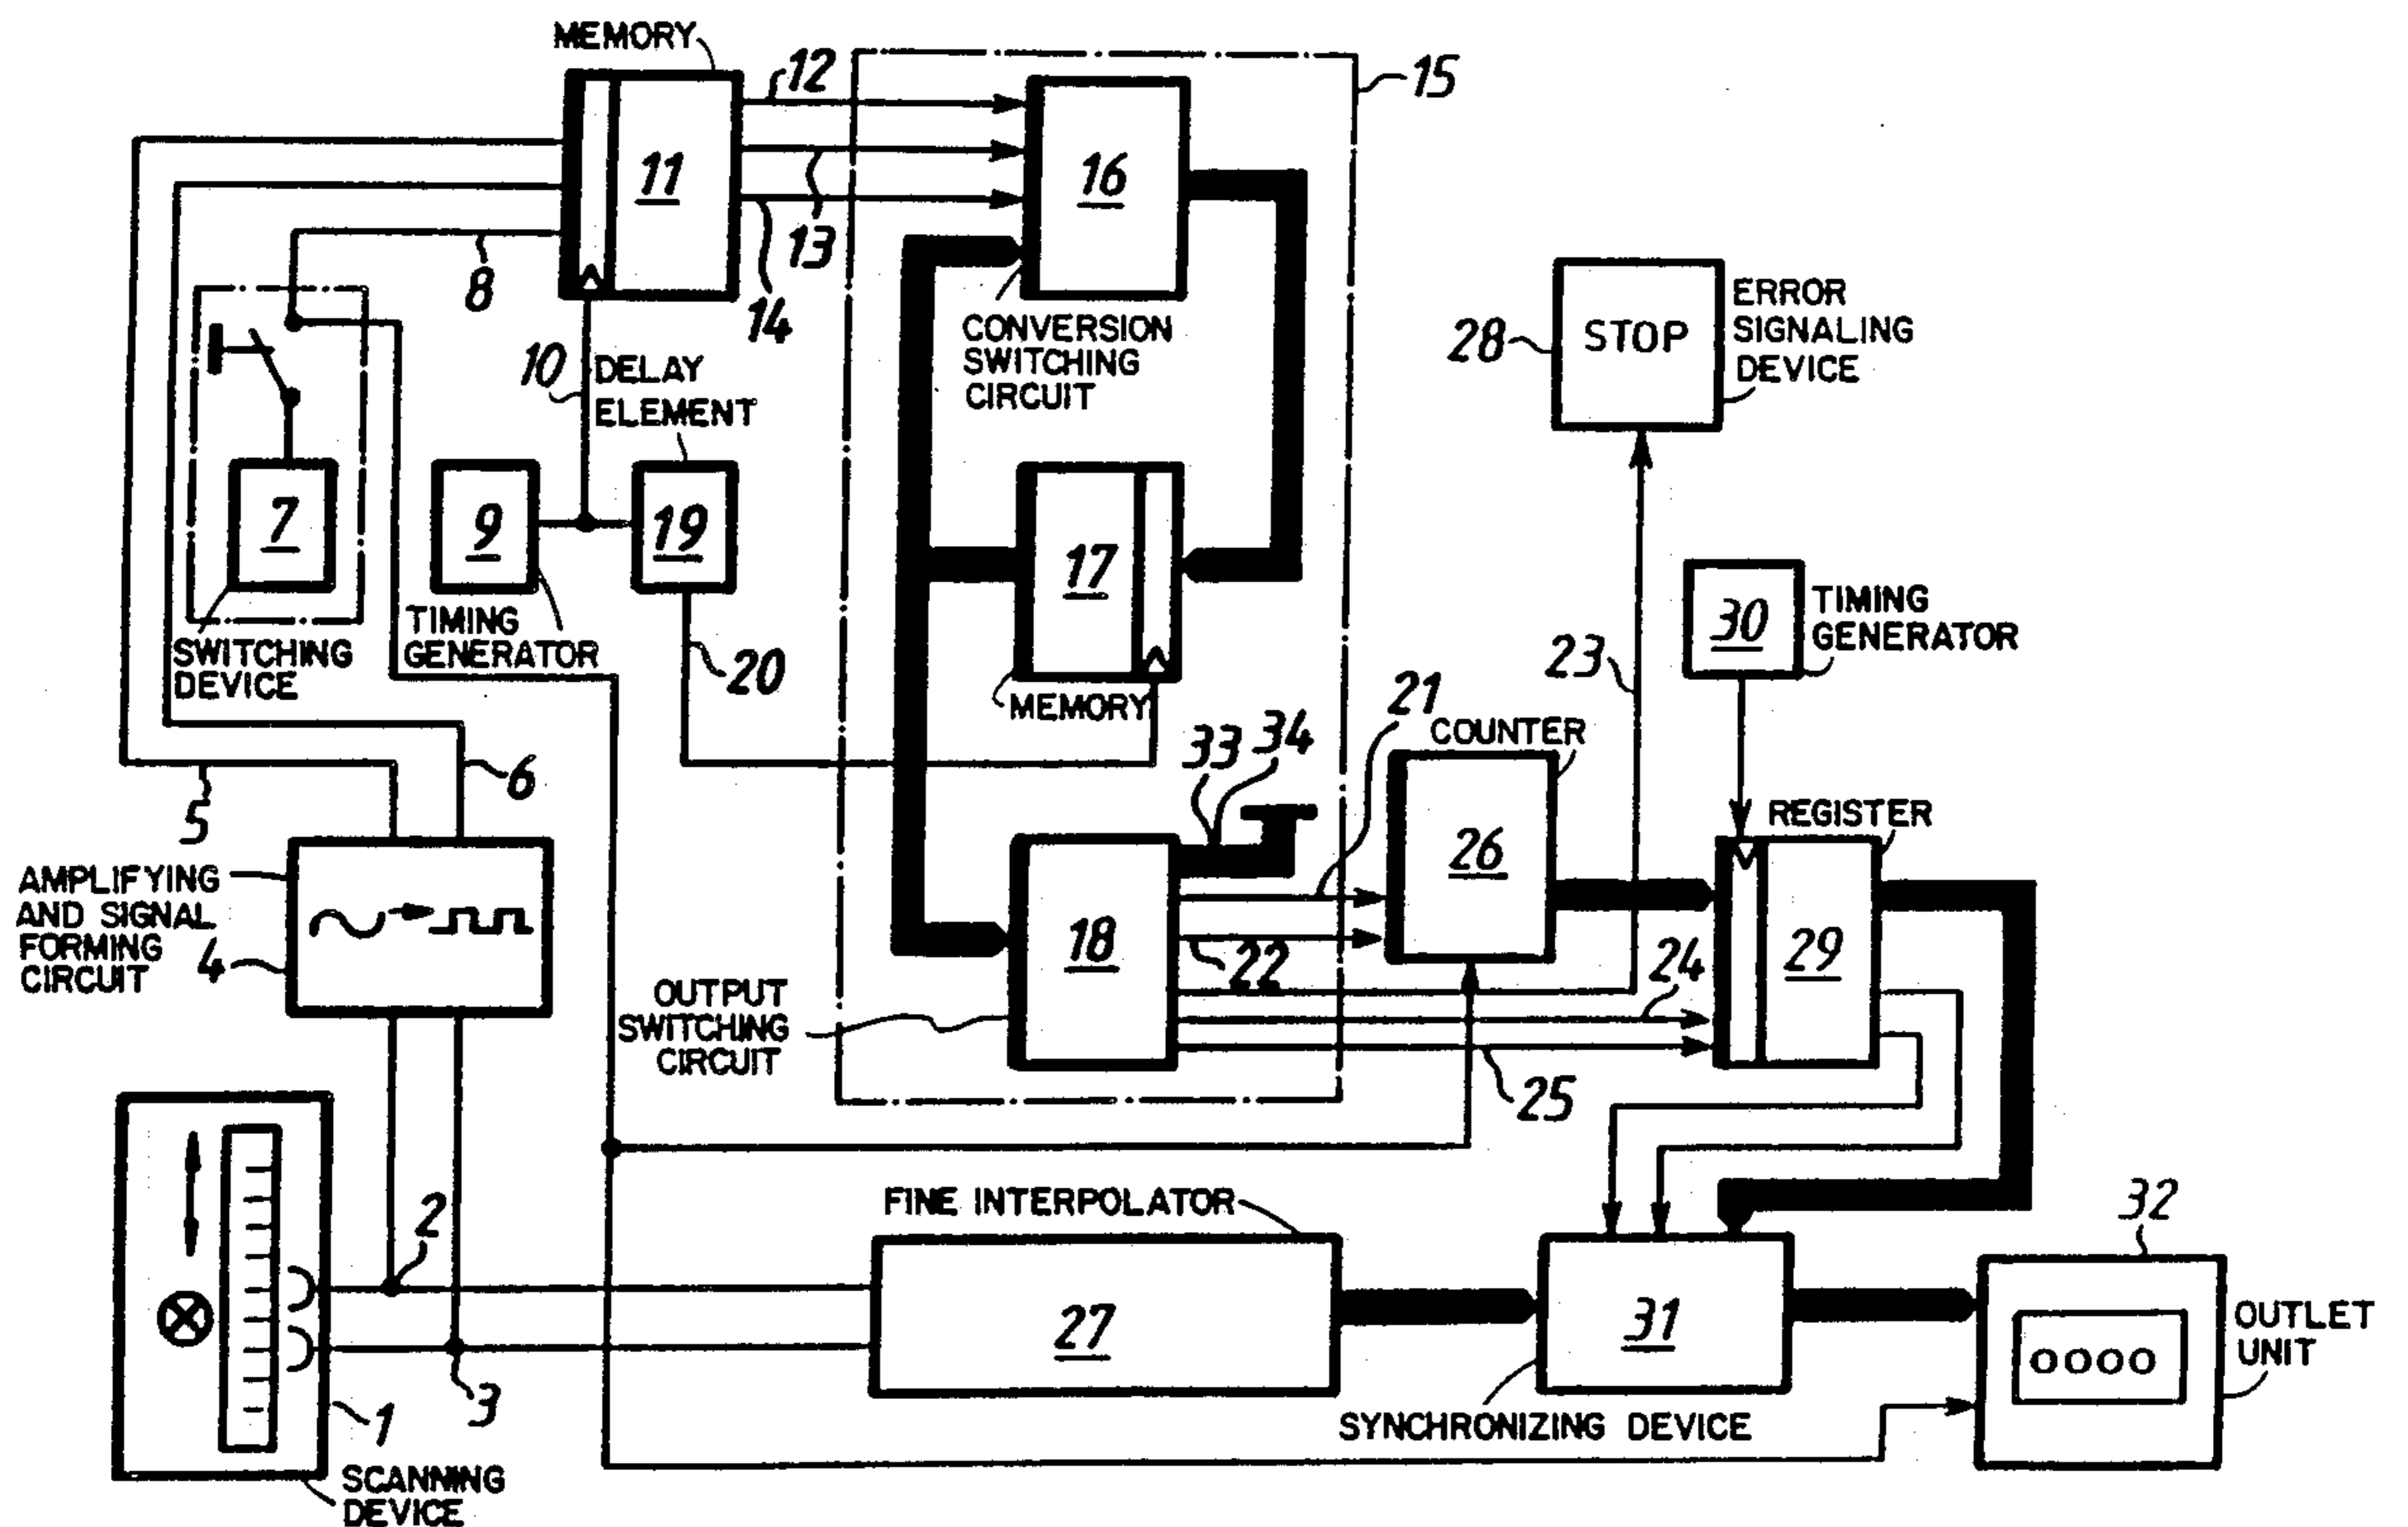 MEMORY
12
15
11
16
13
8
14
CONVERSION
SWITCHING
CIRCUIT
10
DELAY
ELEMENT
28
STOP
ERROR
SIGNALING
DEVICE
7
9
19
17
30
TIMING
GENERATOR
SWITCHING
DEVICE
TIMING
GENERATOR
20
MEMORY
23
21
COUNTER
33
34
5
6
26
REGISTER
AMPLIFYING
AND SIGNAL
FORMING
CIRCUIT
4
18
22
24
29
OUTPUT
SWITCHING
CIRCUIT
25
2
FINE INTERPOLATOR
32
27
31
OUTLET
UNIT
0000
3
1
SYNCHRONIZING DEVICE
SCANNING
DEVICE